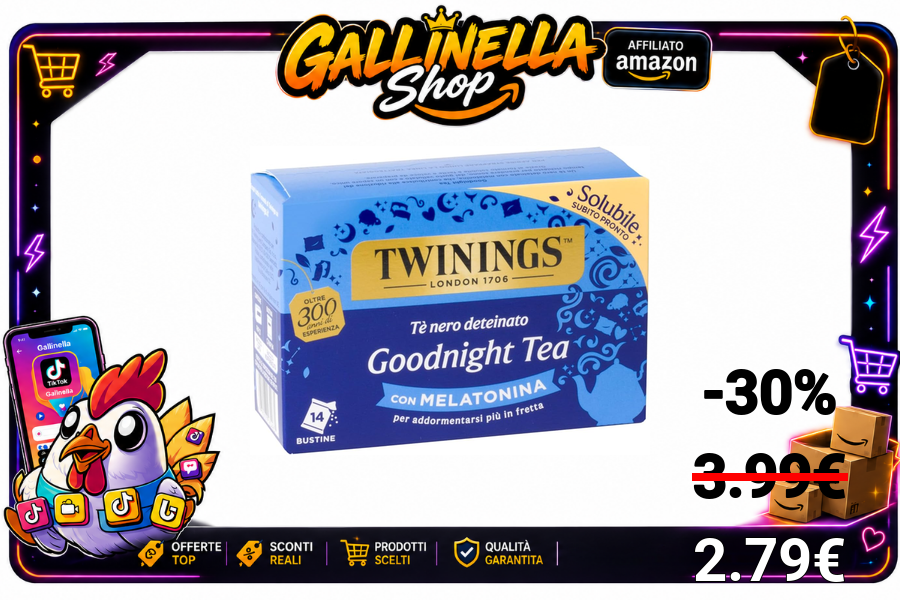 GALLINELLA
Shop
AFFILIATO
amazon
Solubile
SUBITO PRONTO
TWININGS™
LONDON 1706
OLTRE
300
anni di
ESPERIENZA
Tè nero deteinato
Goodnight Tea
CON MELATONINA
per addormentarsi più in fretta
14
BUSTINE
Gallinella
TikTok
Gallinella
-30%
3.99€
2.79€
OFFERTE
TOP
SCONTI
REALI
PRODOTTI
SCELTI
QUALITÀ
GARANTITA